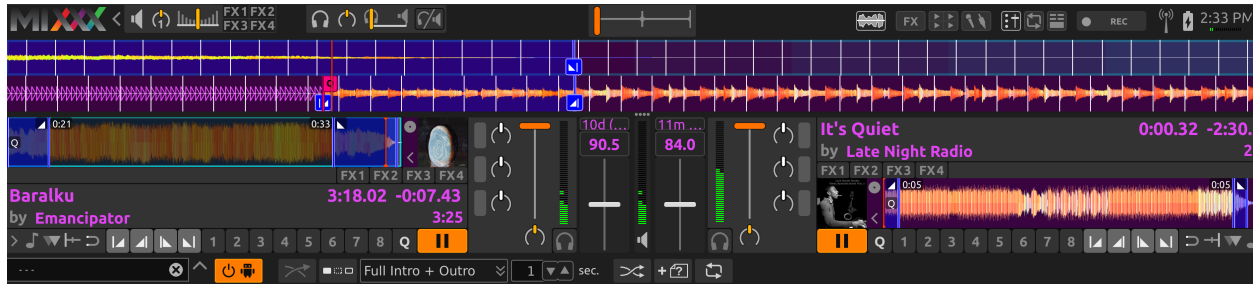 MIXXX
FX1 FX2
FX3 FX4
FX
REC
2:33 PM
Q
0:21
0:33
Q
FX1 FX2 FX3 FX4
Baralku
3:18.02 -0:07.43
by Emancipator
3:25
10d (...
11m ...
90.5
84.0
It's Quiet
0:00.32 -2:30.
by Late Night Radio
2
FX1 FX2 FX3 FX4
0:05
0:05
Q
1 2 3 4 5 6 7 8 Q
Q 1 2 3 4 5 6 7 8
---
Full Intro + Outro
1
sec.